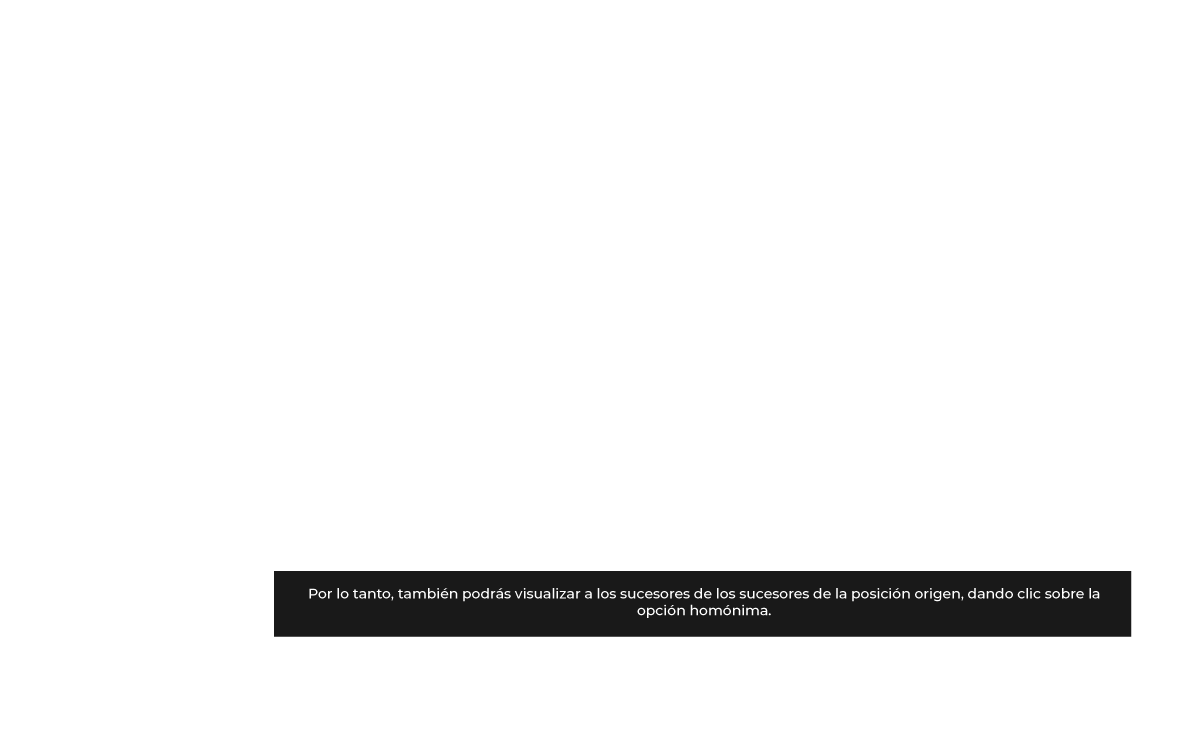 Por lo tanto, también podrás visualizar a los sucesores de los sucesores de la posición origen, dando clic sobre la
opción homónima.